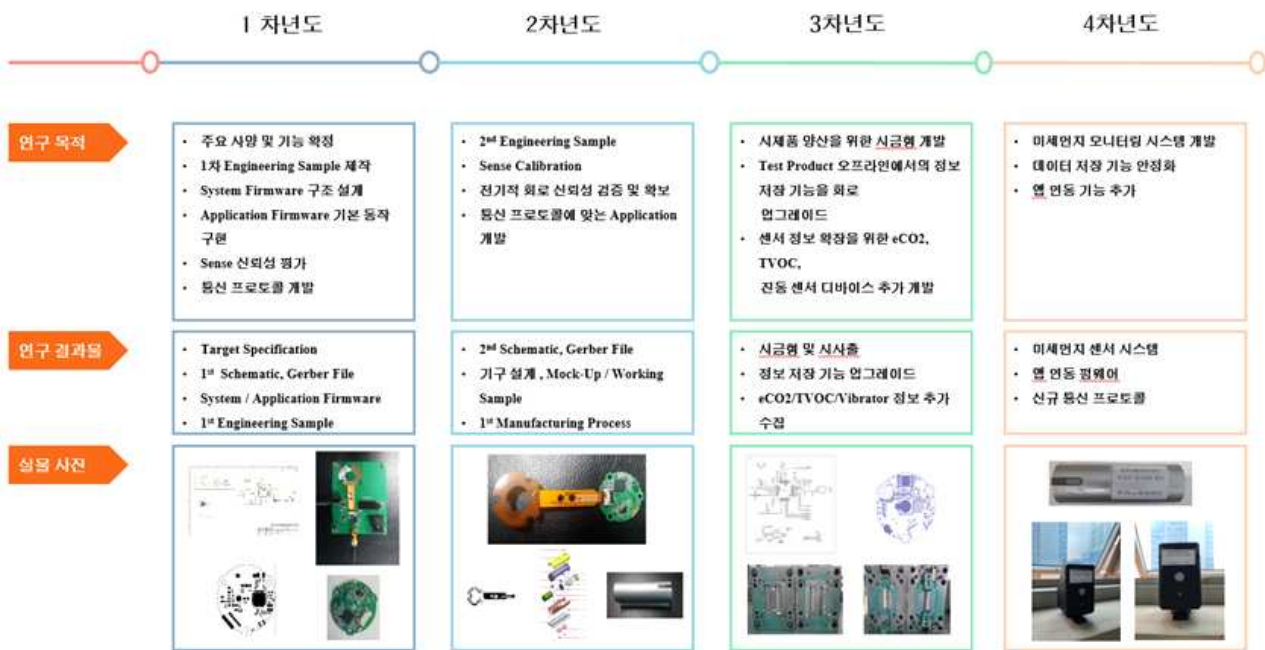 1 차년도
2차년도
3차년도
4차년도
연구 목적
• 주요 사양 및 기능 확정
• 1차 Engineering Sample 제작
• System Firmware 구조 설계
• Application Firmware 기본 동작
구현
• Sense 신뢰성 평가
• 통신 프로토콜 개발
• 2nd Engineering Sample
• Sense Calibration
• 전기적 회로 신뢰성 검증 및 확보
• 통신 프로토콜에 맞는 Application
개발
• 시제품 양산을 위한 시금형 개발
• Test Product 오프라인에서의 정보
저장 기능을 회로
업그레이드
• 센서 정보 확장을 위한 eCO2,
TVOC,
진동 센서 디바이스 추가 개발
• 미세먼지 모니터링 시스템 개발
• 데이터 저장 기능 안정화
• 앱 연동 기능 추가
연구 결과물
• Target Specification
• 1st Schematic, Gerber File
• System / Application Firmware
• 1st Engineering Sample
• 2nd Schematic, Gerber File
• 기구 설계 , Mock-Up / Working
Sample
• 1st Manufacturing Process
• 시금형 및 시사출
• 정보 저장 기능 업그레이드
• eCO2/TVOC/Vibrator 정보 추가
수집
• 미세먼지 센서 시스템
• 앱 연동 펌웨어
• 신규 통신 프로토콜
실물 사진